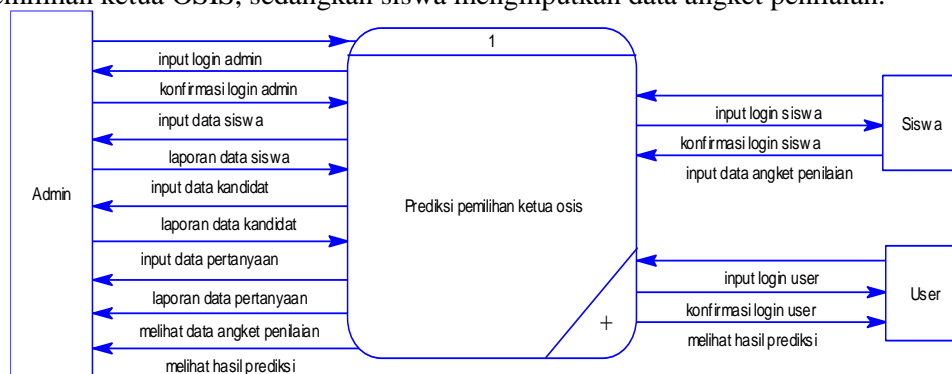 pemilihan ketua OSIS, sedangkan siswa menginputkan data angket penilaian.
1
input login admin
konfirmasi login admin
input data siswa
laporan data siswa
input data kandidat
laporan data kandidat
input data pertanyaan
laporan data pertanyaan
melihat data angket penilaian
melihat hasil prediksi
Admin
Prediksi pemilihan ketua osis
+
input login siswa
konfirmasi login siswa
input data angket penilaian
Siswa
input login user
konfirmasi login user
melihat hasil prediksi
User